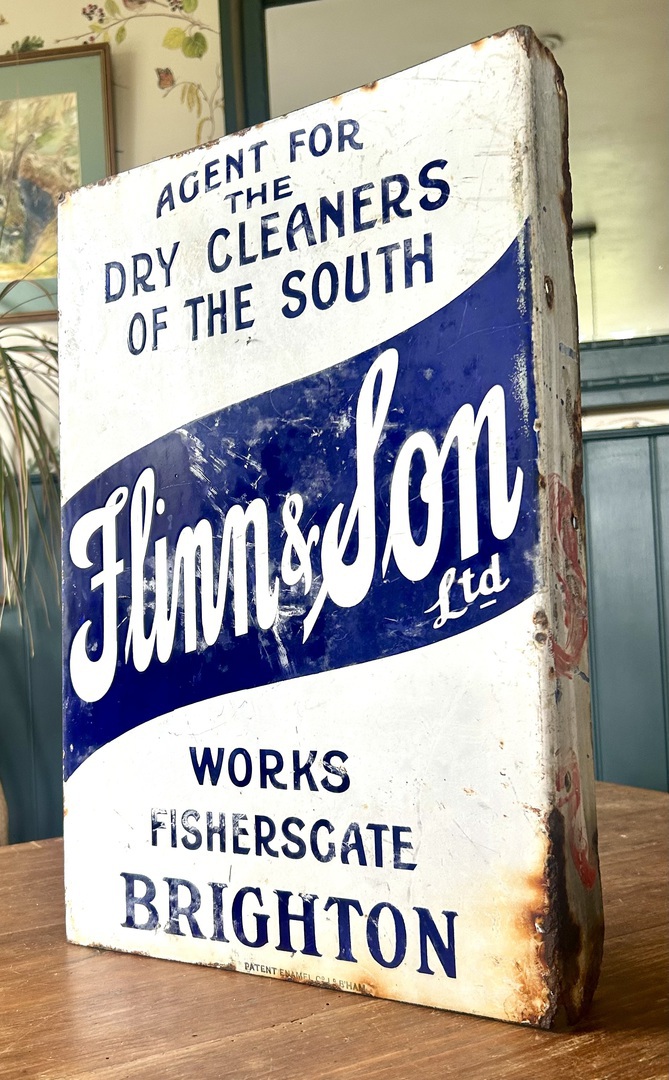 AGENT FOR
THE
DRY CLEANERS
OF THE SOUTH
Flinn & Son
Ltd
WORKS
FISHERSGATE
BRIGHTON
PATENT ENAMEL Co Ld B'HAM